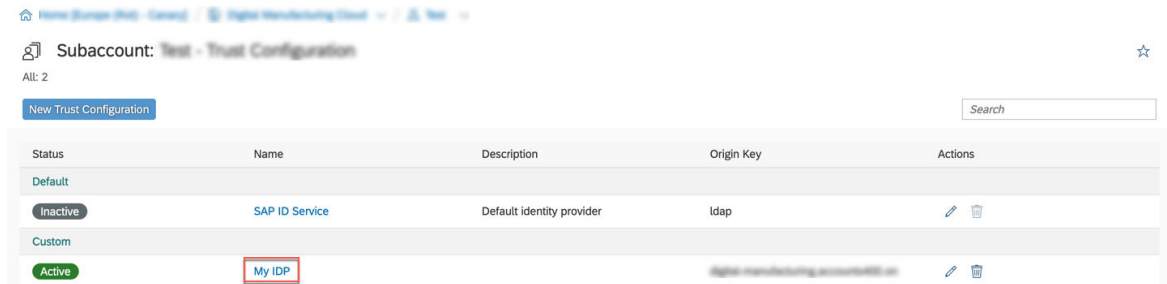 Subaccount:
All: 2
New Trust Configuration
Search
Status Name Description Origin Key Actions
Default
Inactive SAP ID Service Default identity provider ldap
Custom
Active My IDP